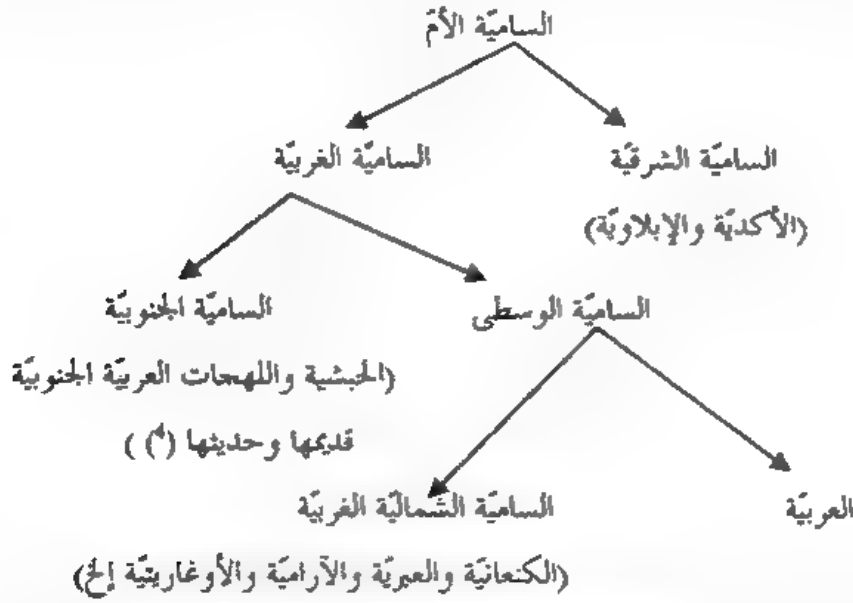 الساميّة الأمّ
الساميّة الشرقيّة
الساميّة الغربيّة
(الأكديّة والإبلاويّة)
الساميّة الوسطى
الساميّة الجنوبيّة
(الحبشية واللهجات العربيّة الجنوبيّة
قديمها وحديثها (4) )
العربيّة
الساميّة الشماليّة الغربيّة
(الكنعانيّة والعبريّة والآراميّة والأوغاريتيّة إلخ)